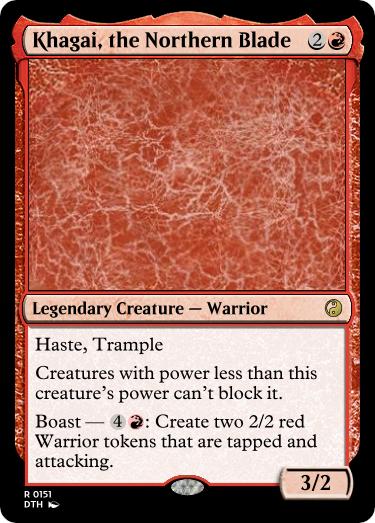 Khagai, the Northern Blade 2
Legendary Creature — Warrior
Haste, Trample
Creatures with power less than this
creature's power can't block it.
Boast — 4 : Create two 2/2 red
Warrior tokens that are tapped and
attacking.
3/2
R 0151
DTH